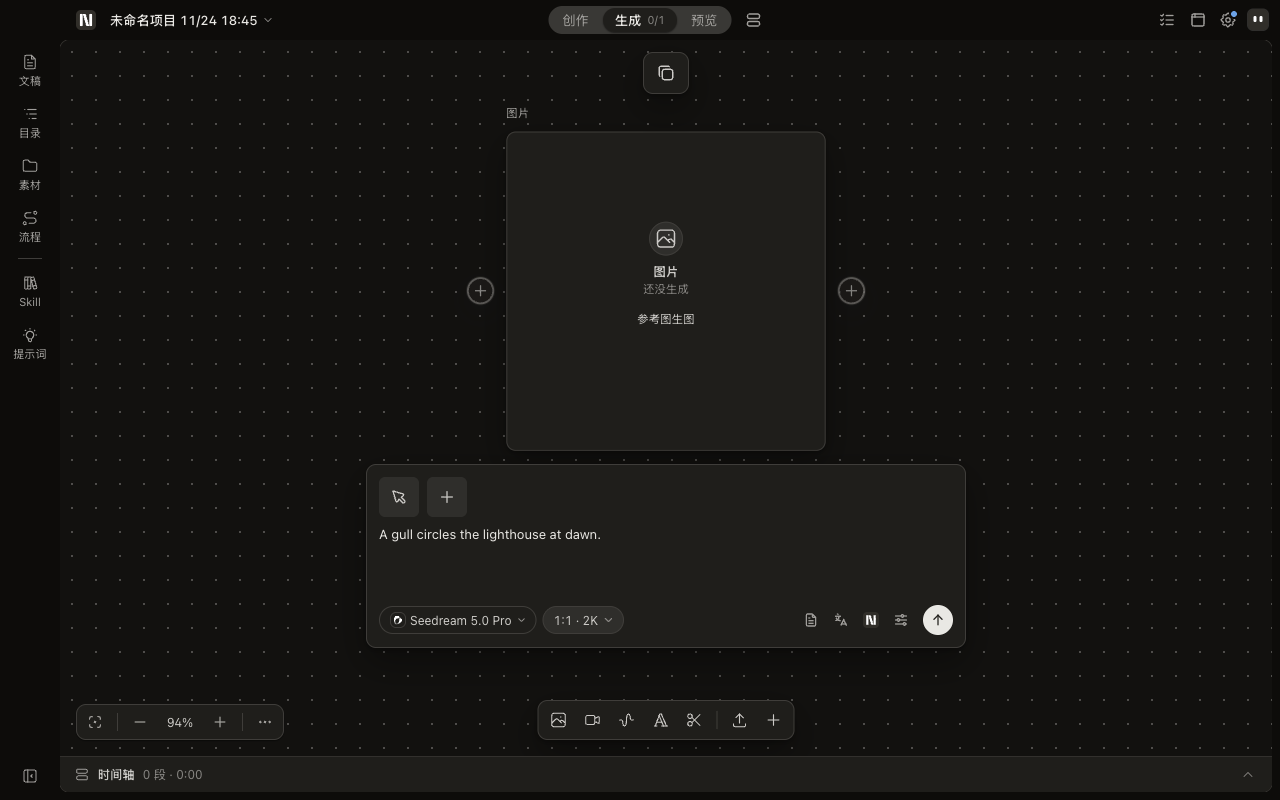 未命名项目 11/24 18:45
创作
生成 0/1
预览
文稿
目录
素材
流程
Skill
提示词
图片
图片
还没生成
参考图生图
A gull circles the lighthouse at dawn.
Seedream 5.0 Pro
1:1 · 2K
94%
时间轴 0 段 · 0:00